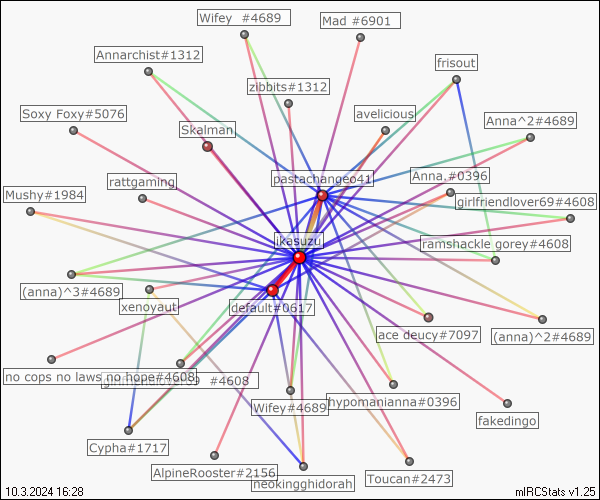 Wifey  #4689
Mad #6901
Annarchist#1312
frisout
zibbits#1312
Soxy Foxy#5076
avelicious
Anna^2#4689
Skalman
pastachange041
Anna.#0396
rattgaming
Mushy#1984
girlfriendlover69#4608
ikasuzu
ramshackle gorey#4608
(anna)^3#4689
xenoyaut
default#0617
ace deucy#7097
(anna)^2#4689
no cops no laws no hope#4608
#4608
Wifey#4689
hypomanianna#0396
fakedingo
Cypha#1717
AlpineRooster#2156
neokingghidorah
Toucan#2473
10.3.2024 16:28
mIRCStats v1.25